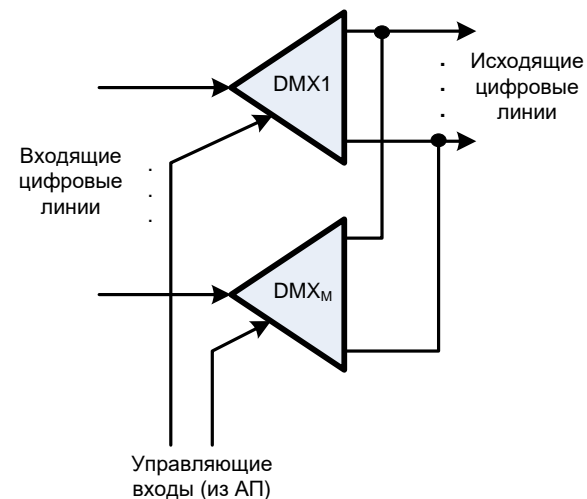 DMX1
Исходящие
цифровые
линии
Входящие
цифровые
линии
DMXM
Управляющие
входы (из АП)